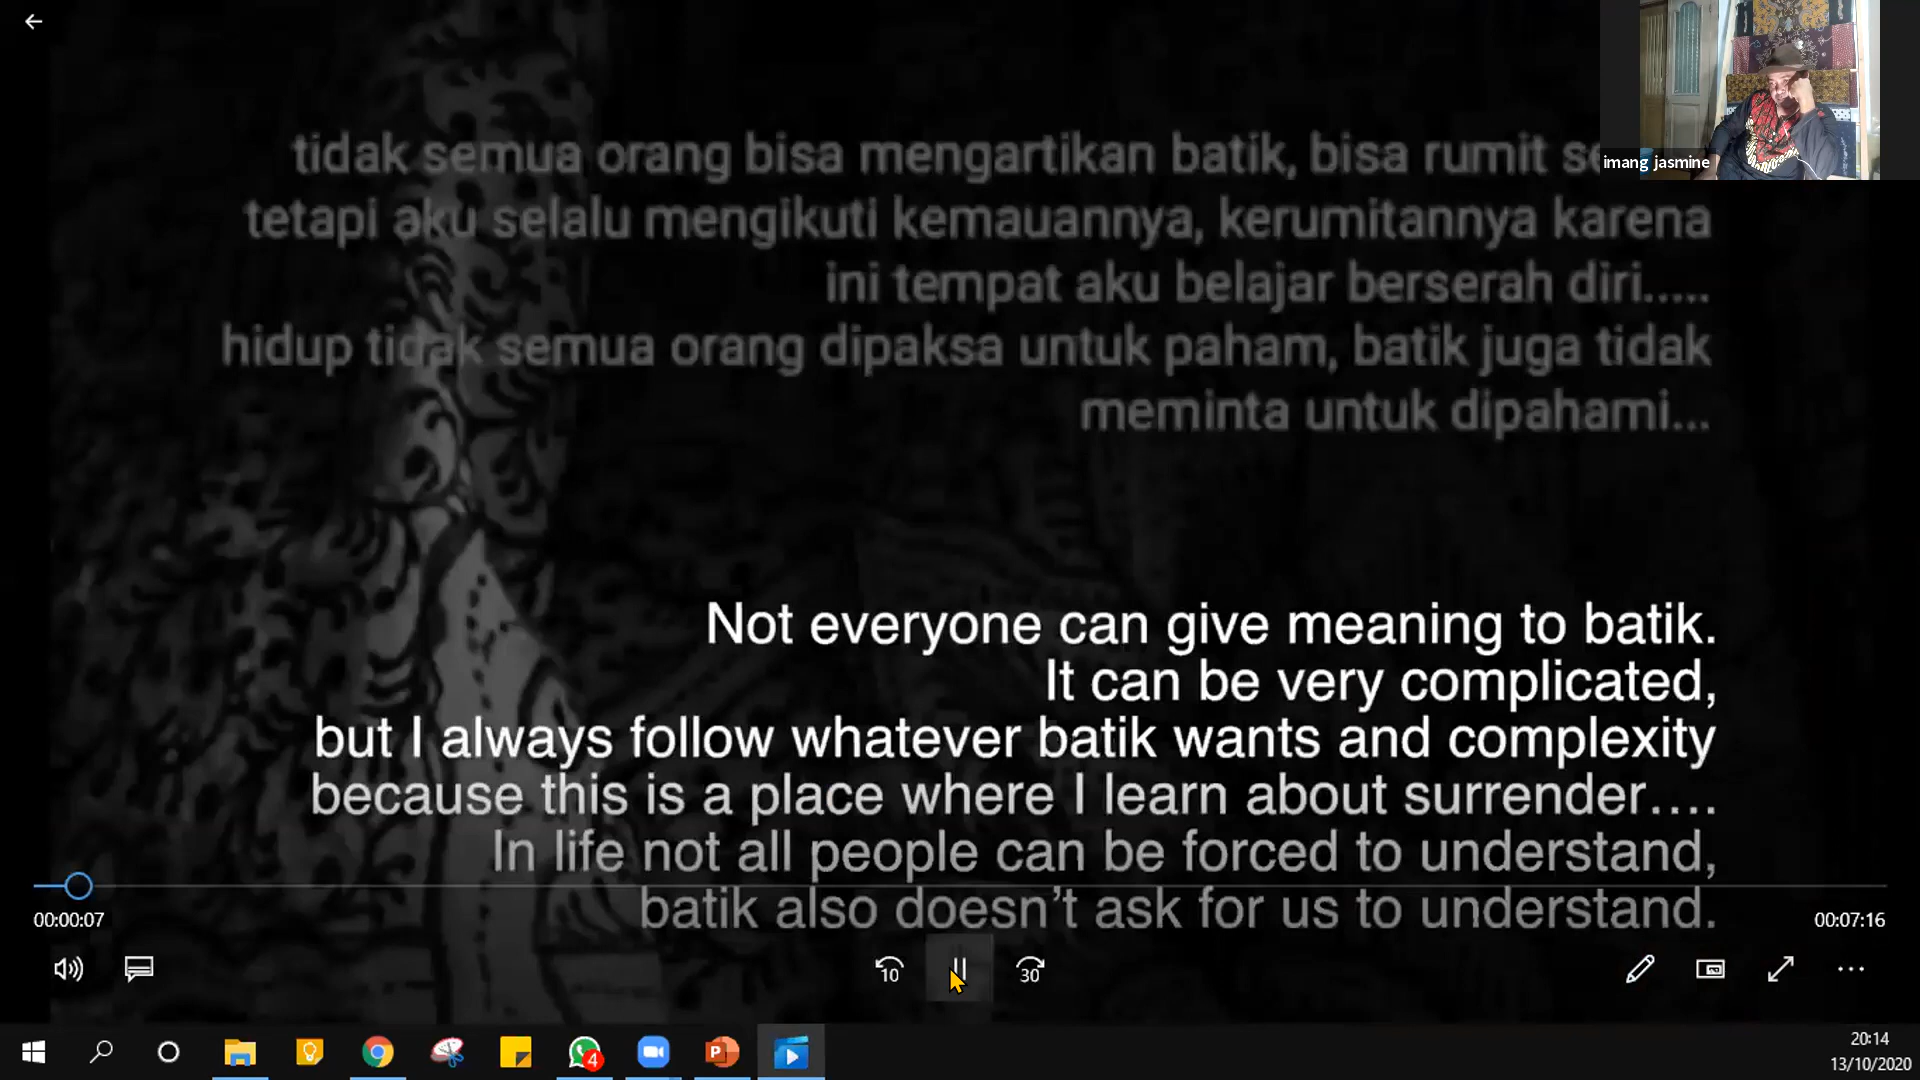 tidak semua orang bisa mengartikan batik, bisa rumit
imang jasmine
tetapi aku selalu mengikuti kemauannya, kerumitannya karena
ini tempat aku belajar berserah diri.....
hidup tidak semua orang dipaksa untuk paham, batik juga tidak
meminta untuk dipahami...
Not everyone can give meaning to batik.
It can be very complicated,
but I always follow whatever batik wants and complexity
because this is a place where I learn about surrender....
In life not all people can be forced to understand,
batik also doesn't ask for us to understand.
00:00:07
00:07:16
10
30
4
P
20:14
13/10/2020